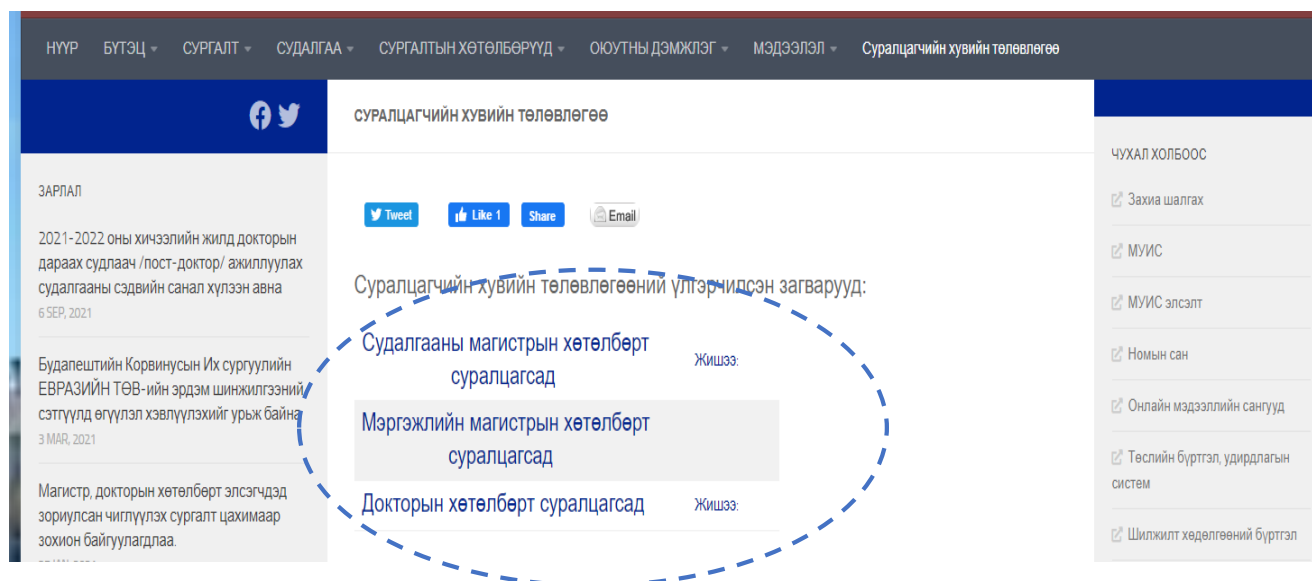 НҮҮР БҮТЭЦ СУРГАЛТ СУДАЛГАА СУРГАЛТЫН ХӨТӨЛБӨРҮҮД ОЮУТНЫ ДЭМЖЛЭГ МЭДЭЭЛЭЛ Суралцагчийн хувийн төлөвлөгөө
ЗАРЛАЛ
2021-2022 оны хичээлийн жилд докторын
дараах судлаач /пост-доктор/ ажиллуулах
судалгааны сэдвийн санал хүлээн авна
6 SEP, 2021
Будапештийн Корвинусын Их сургуулийн
ЕВРАЗИЙН ТӨВ-ийн эрдэм шинжилгээний
сэтгүүлд өгүүлэл хэвлүүлэхийг урьж байна
3 MAR, 2021
Магистр, докторын хөтөлбөрт элсэгчдэд
зориулсан чиглүүлэх сургалт цахимаар
зохион байгуулагдлаа.
СУРАЛЦАГЧИЙН ХУВИЙН ТӨЛӨВЛӨГӨӨ
Tweet Like 1 Share Email
Суралцагчийн хувийн төлөвлөгөөний үлгэрчилсэн загварууд:
Судалгааны магистрын хөтөлбөрт
суралцагсад
Жишээ:
Мэргэжлийн магистрын хөтөлбөрт
суралцагсад
Докторын хөтөлбөрт суралцагсад Жишээ:
ЧУХАЛ ХОЛБООС
Захиа шалгах
МУИС
МУИС элсэлт
Номын сан
Онлайн мэдээллийн сангууд
Төслийн бүртгэл, удирдлагын
систем
Шилжилт хөдөлгөөний бүртгэл